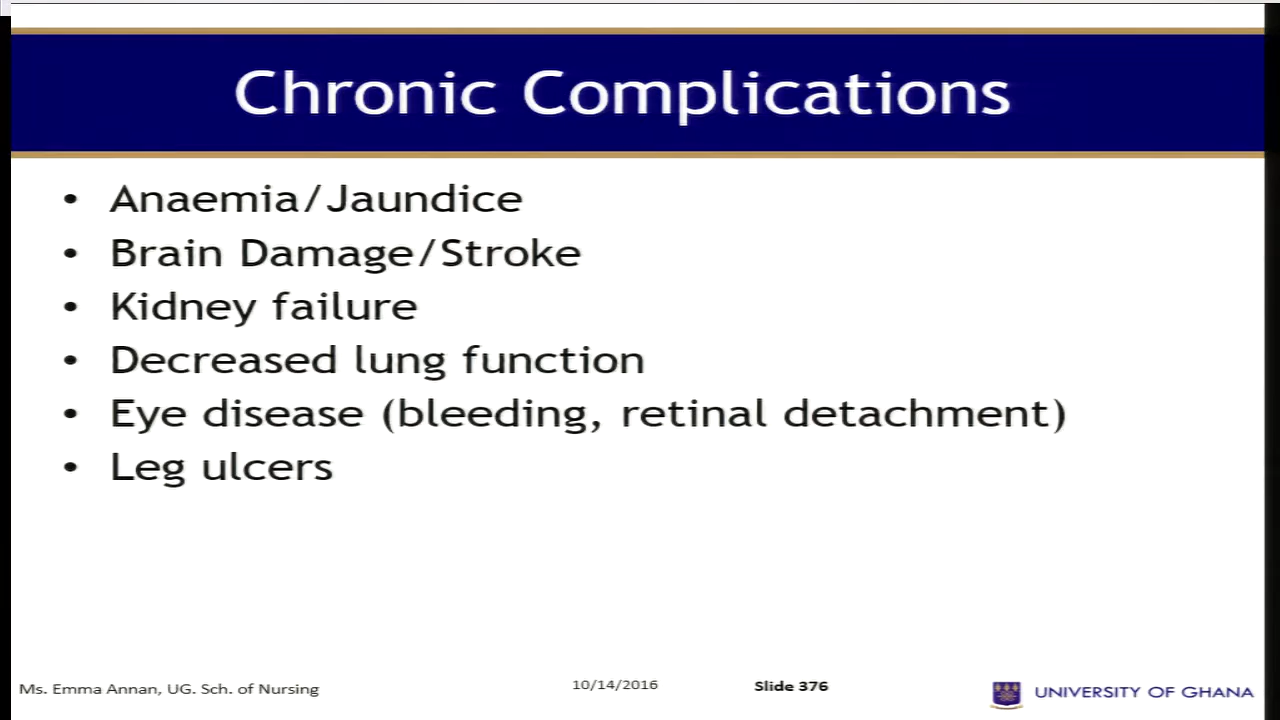 Chronic Complications
• Anaemia/Jaundice
• Brain Damage/Stroke
• Kidney failure
• Decreased lung function
• Eye disease (bleeding, retinal detachment)
• Leg ulcers
Ms. Emma Annan, UG. Sch. of Nursing
10/14/2016
Slide 376
UNIVERSITY OF GHANA